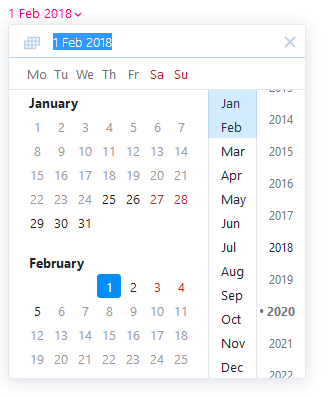 1 Feb 2018
1 Feb 2018
Mo Tu We Th Fr Sa Su
January
1 2 3 4 5 6 7
8 9 10 11 12 13 14
15 16 17 18 19 20 21
22 23 24 25 26 27 28
29 30 31
February
1 2 3 4
5 6 7 8 9 10 11
12 13 14 15 16 17 18
19 20 21 22 23 24 25
Jan
Feb
Mar
Apr
May
Jun
Jul
Aug
Sep
Oct
Nov
Dec
2013
2014
2015
2016
2017
2018
2019
• 2020
2021
2022